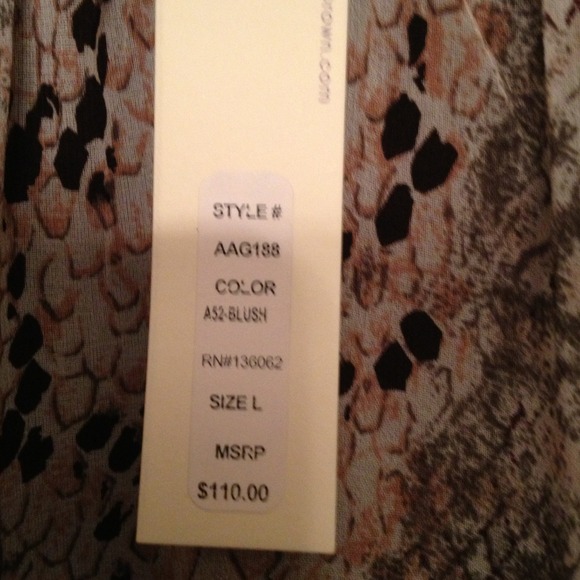 STYLE #
AAG188
COLOR
A52-BLUSH
RN#136062
SIZE L
MSRP
$110.00